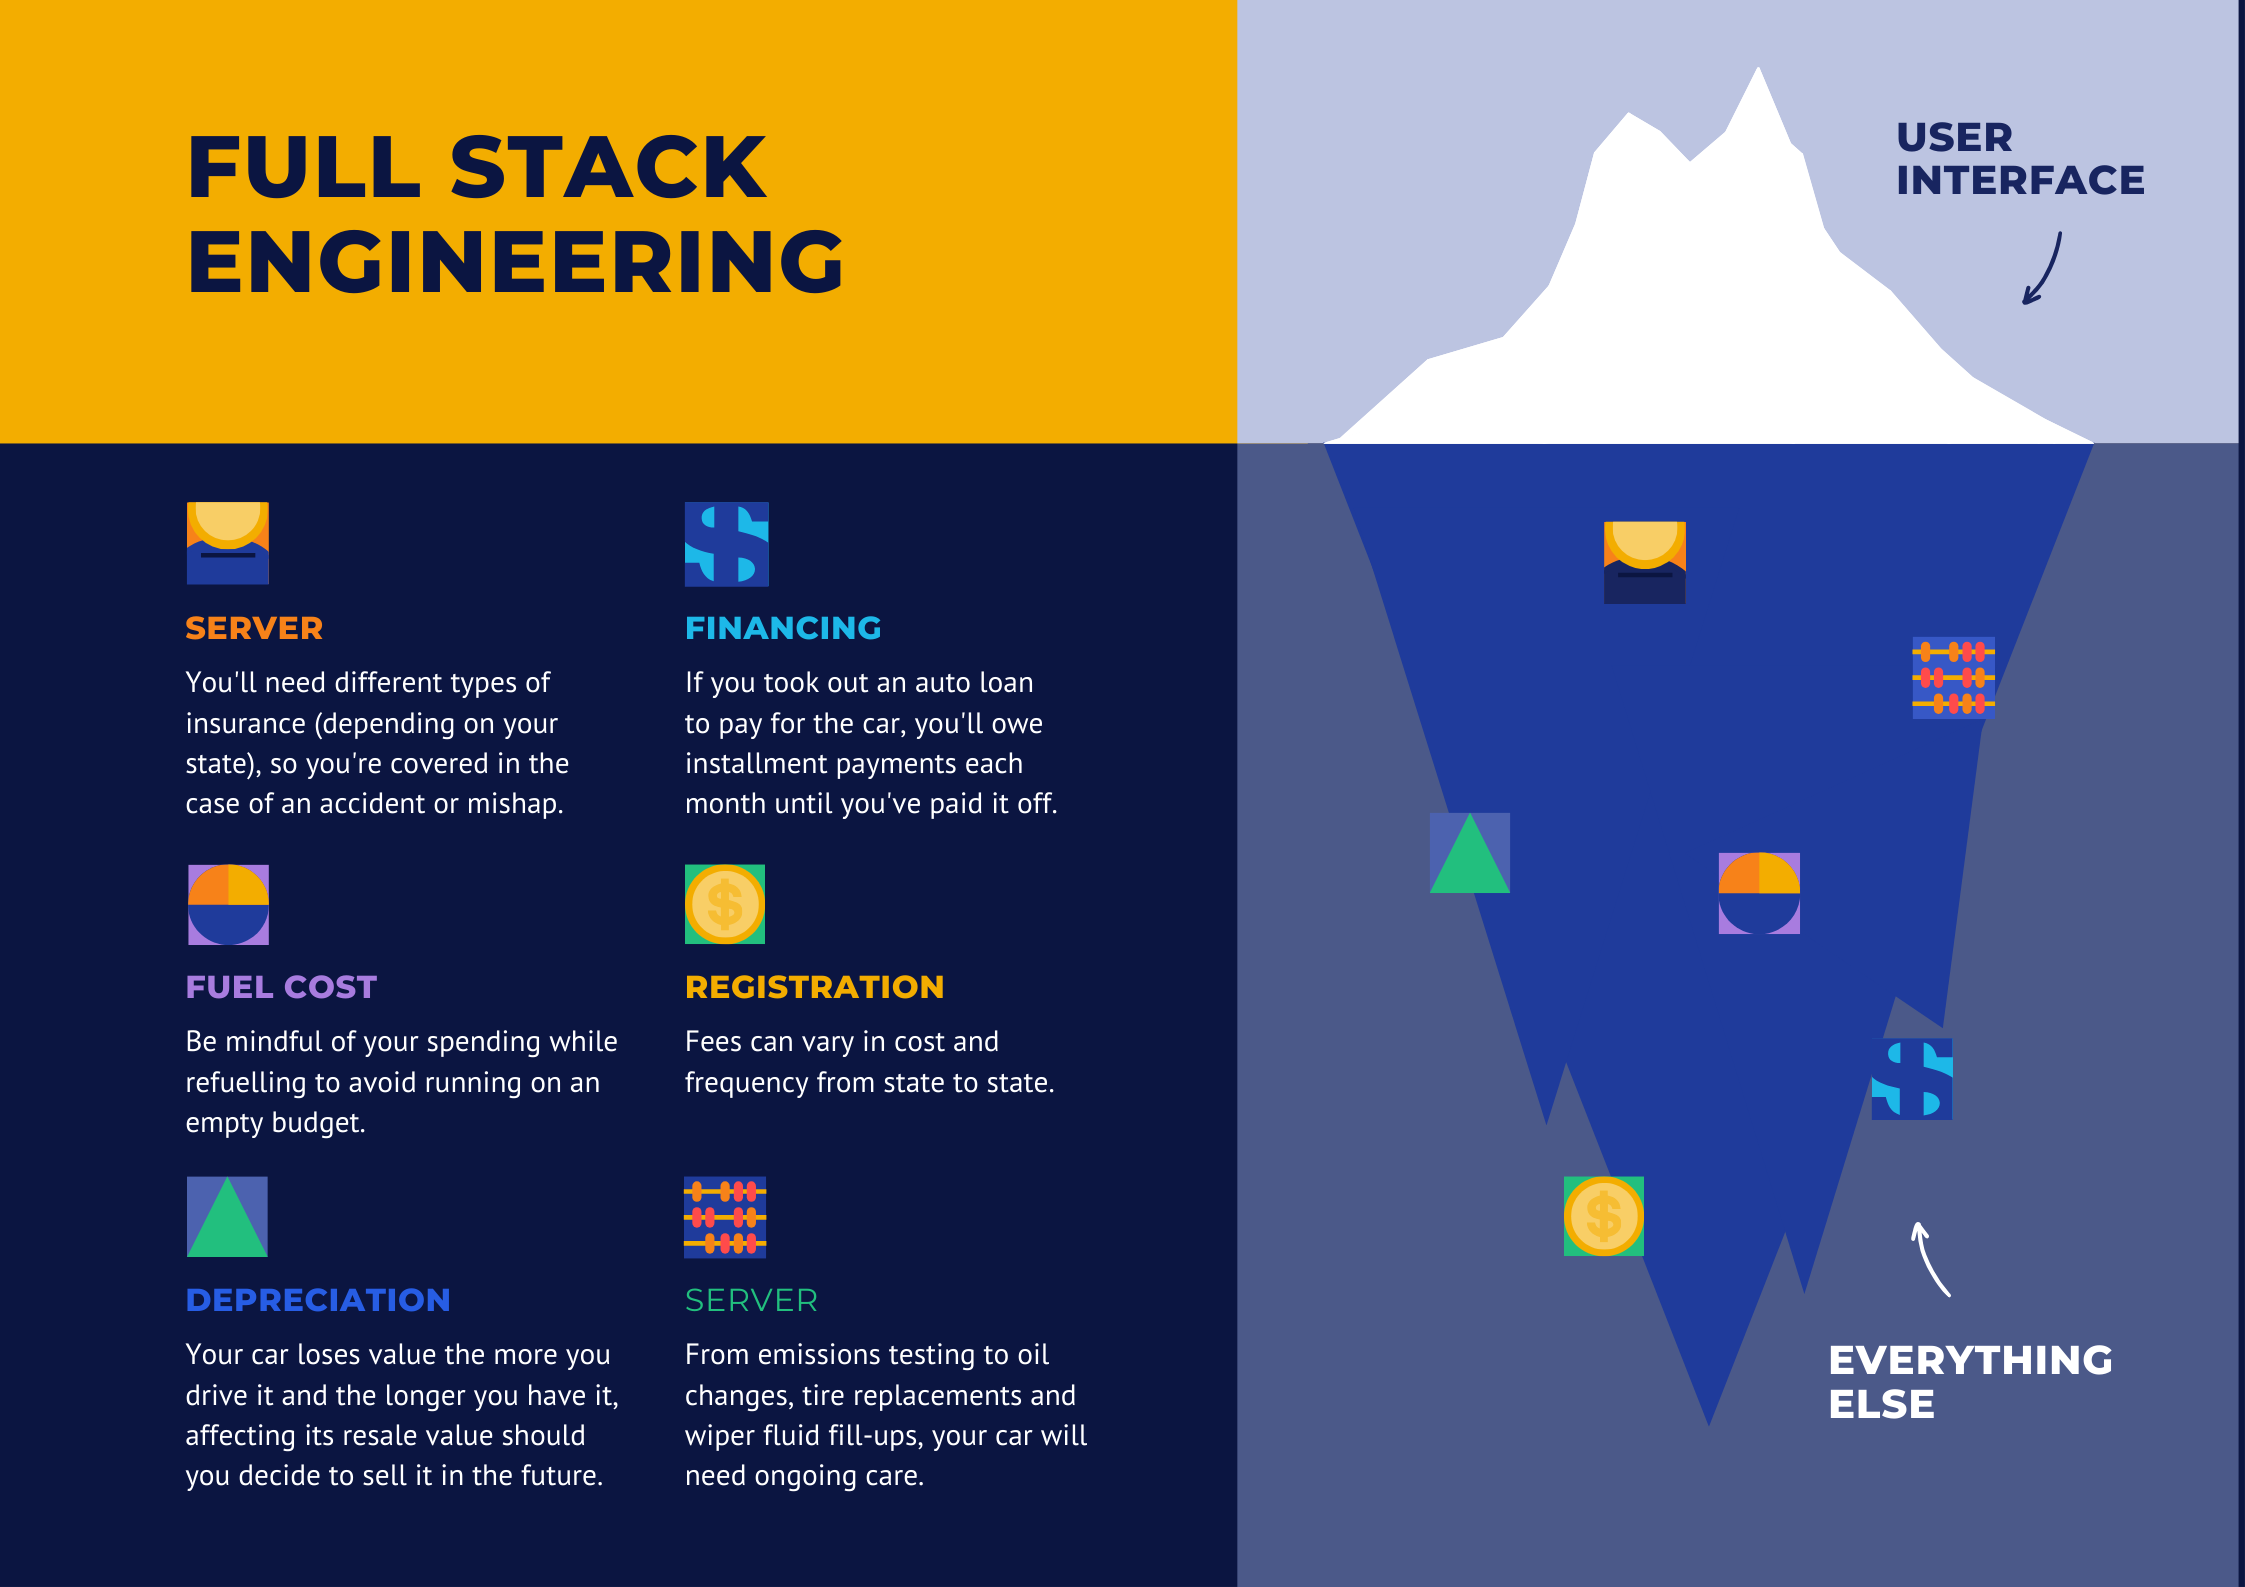 FULL STACK
ENGINEERING
USER
INTERFACE
SERVER
You'll need different types of
insurance (depending on your
state), so you're covered in the
case of an accident or mishap.
FINANCING
If you took out an auto loan
to pay for the car, you'll owe
installment payments each
month until you've paid it off.
FUEL COST
Be mindful of your spending while
refuelling to avoid running on an
empty budget.
REGISTRATION
Fees can vary in cost and
frequency from state to state.
DEPRECIATION
Your car loses value the more you
drive it and the longer you have it,
affecting its resale value should
you decide to sell it in the future.
SERVER
From emissions testing to oil
changes, tire replacements and
wiper fluid fill-ups, your car will
need ongoing care.
EVERYTHING
ELSE